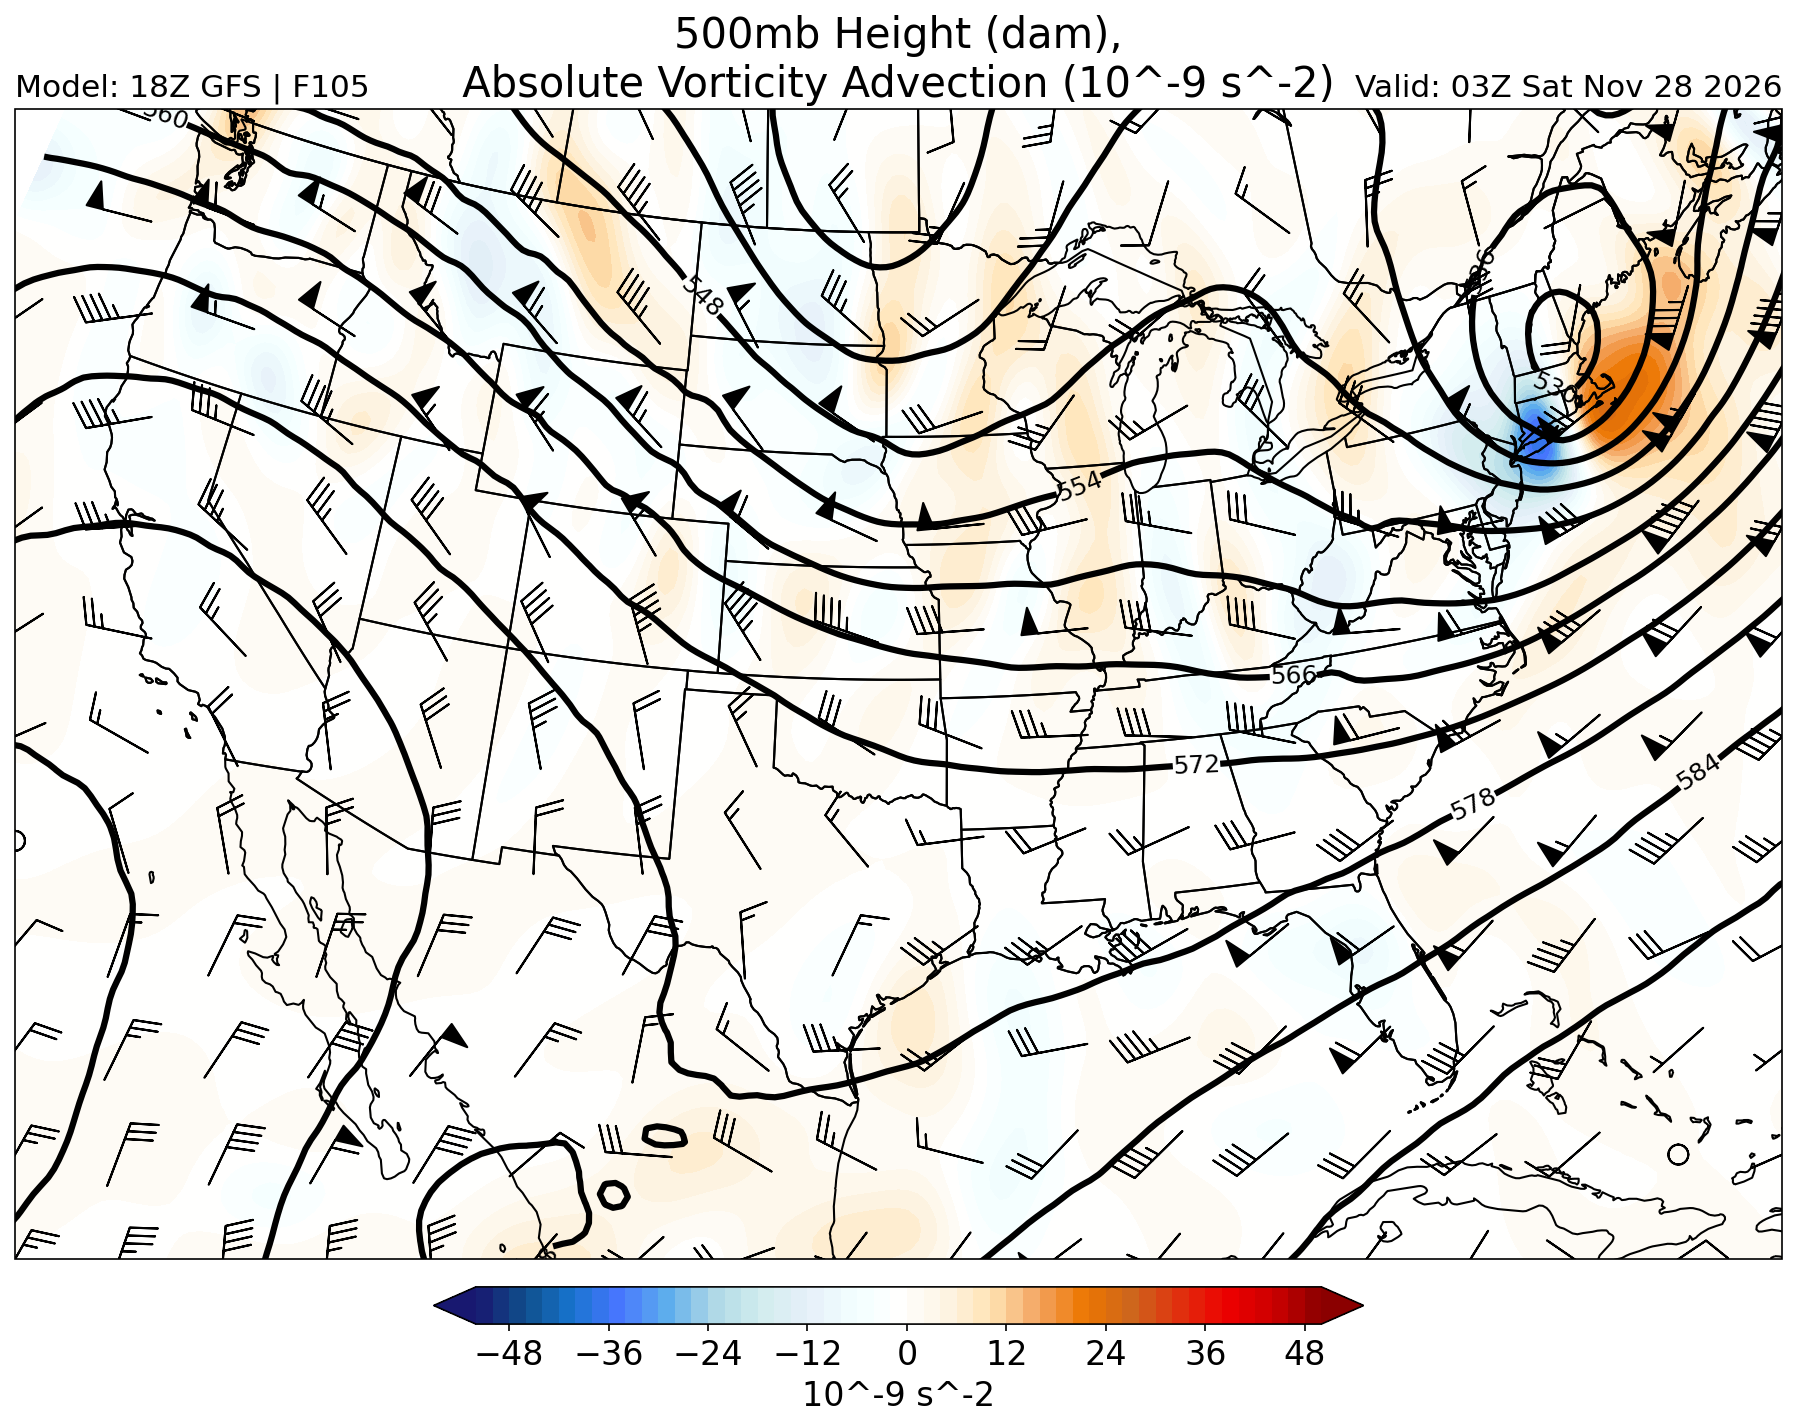 500mb Height (dam),
Absolute Vorticity Advection (10^-9 s^-2)
Model: 18Z GFS | F105
Valid: 03Z Sat Nov 28 2026
560
548
530
554
566
572
578
584
−48 −36 −24 −12 0 12 24 36 48
10^-9 s^-2